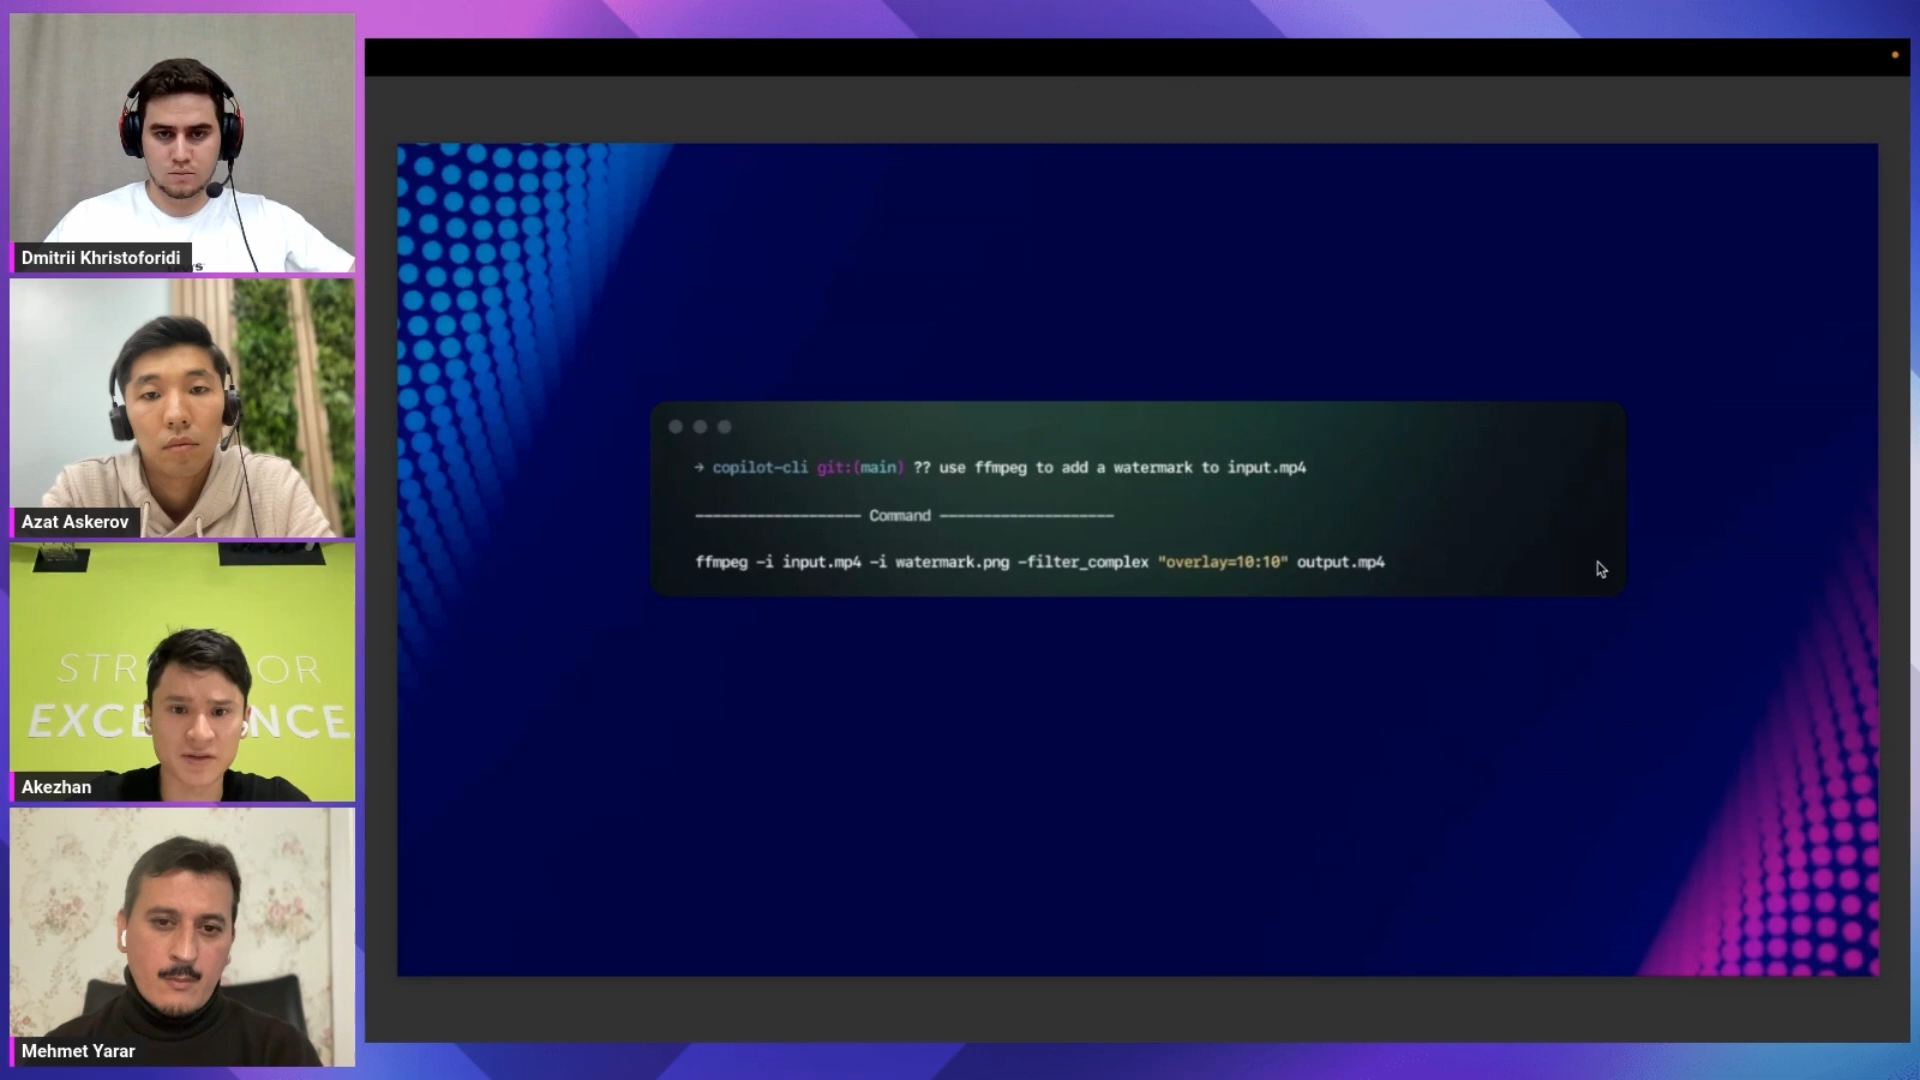 Dmitrii Khristoforidi
Azat Askerov
STR OR
EXCE NCE
Akezhan
Mehmet Yarar
→ copilot-cli git:(main) ?? use ffmpeg to add a watermark to input.mp4
Command
ffmpeg -i input.mp4 -i watermark.png -filter_complex "overlay=10:10" output.mp4